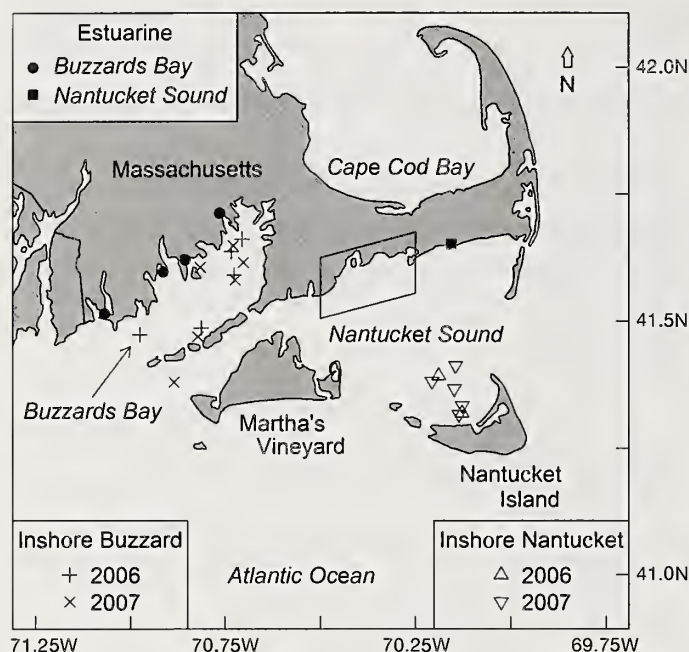 Estuarine
Buzzards Bay
Nantucket Sound
N
42.0N
Massachusetts
Cape Cod Bay
41.5N
Nantucket Sound
Buzzards Bay
Martha's
Vineyard
Nantucket
Island
Inshore Buzzard
2006
2007
Atlantic Ocean
Inshore Nantucket
2006
2007
41.0N
71.25W
70.75W
70.25W
69.75W